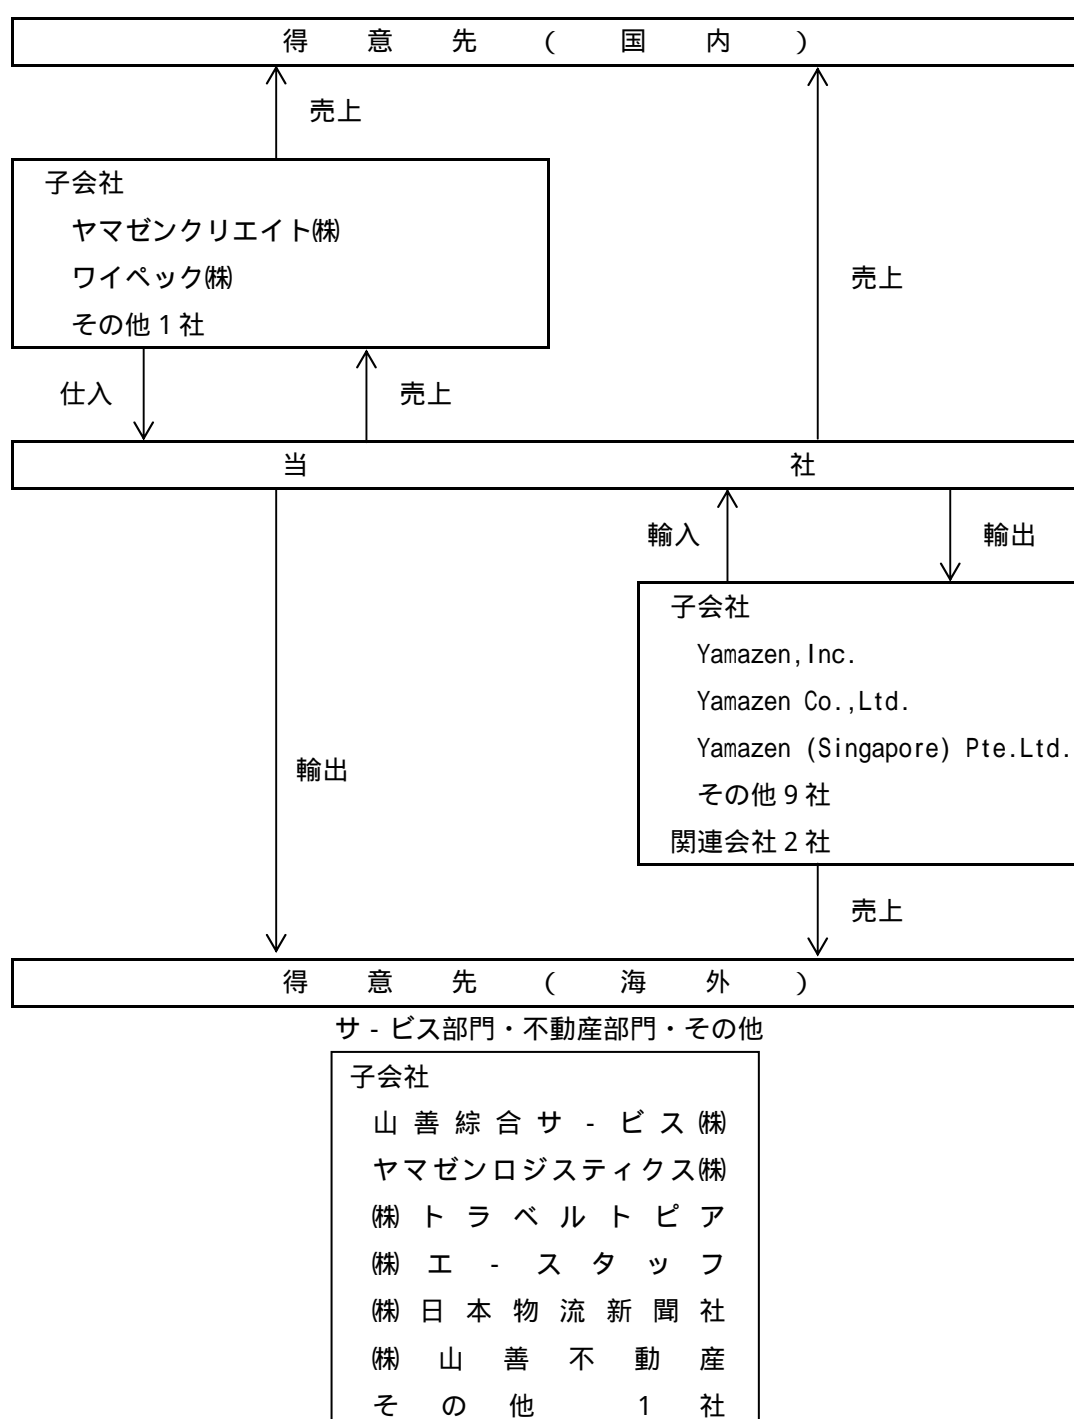 得意先(国内)
売上
子会社
ヤマゼンクリエイト㈱
ワイペック㈱
その他1社
売上
仕入
売上
当社
輸入
輸出
子会社
Yamazen,Inc.
Yamazen Co.,Ltd.
Yamazen (Singapore) Pte.Ltd.
その他9社
関連会社2社
輸出
売上
得意先(海外)
サ-ビス部門・不動産部門・その他
子会社
山善綜合サ-ビス㈱
ヤマゼンロジスティクス㈱
㈱トラベルトピア
㈱エ-スタッフ
㈱日本物流新聞社
㈱山善不動産
その他 1社